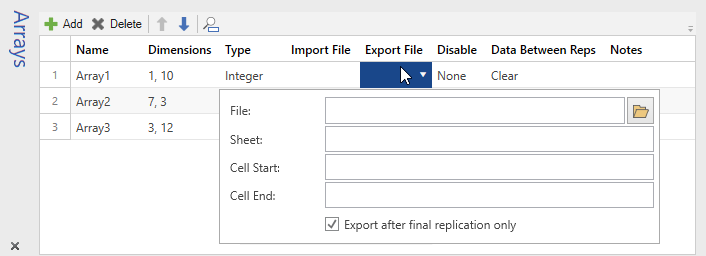 Arrays
Add Delete
Name Dimensions Type Import File Export File Disable Data Between Reps Notes
1 Array1 1, 10 Integer None Clear
2 Array2 7, 3
3 Array3 3, 12
File:
Sheet:
Cell Start:
Cell End:
Export after final replication only